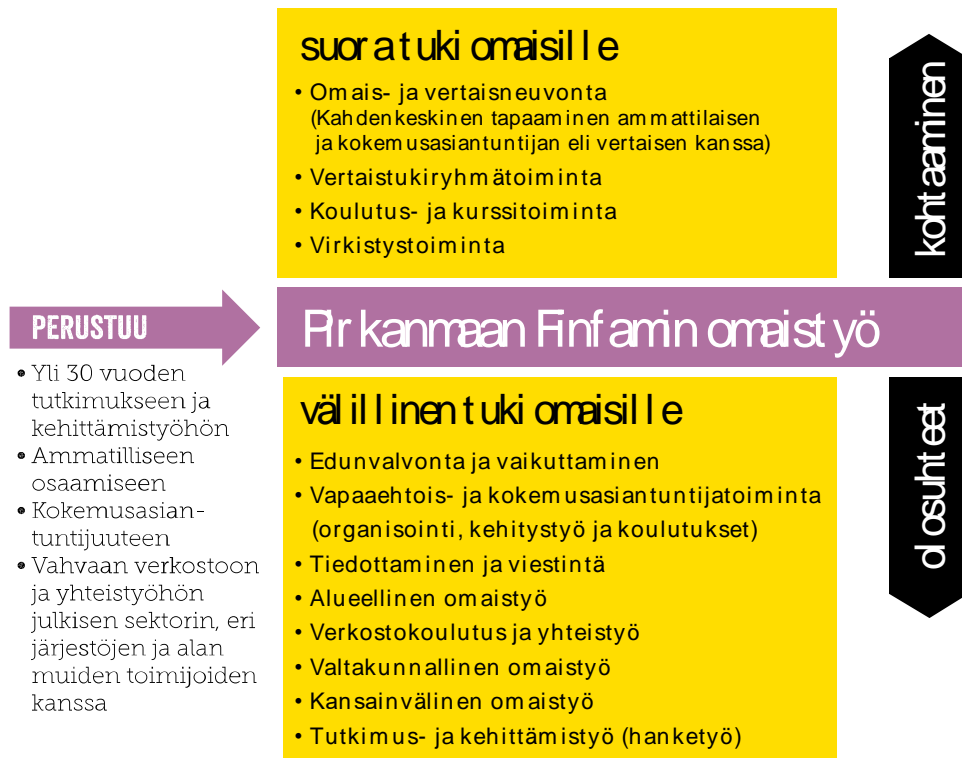 suora tuki omaisille
• Omais- ja vertaisneuvonta
(Kahdenkeskinen tapaaminen ammattilaisen
ja kokemusasiantuntijan eli vertaisen kanssa)
• Vertaistukiryhmätoiminta
• Koulutus- ja kurssitoiminta
• Virkistystoiminta
kohtaaminen
PERUSTUU
• Yli 30 vuoden
tutkimukseen ja
kehittämistyöhön
• Ammatilliseen
osaamiseen
• Kokemusasian-
tuntijuuteen
• Vahvaan verkostoon
ja yhteistyöhön
julkisen sektorin, eri
järjestöjen ja alan
muiden toimijoiden
kanssa
Pirkanmaan Finfamin omaistyö
välillinen tuki omaisille
• Edunvalvonta ja vaikuttaminen
• Vapaaehtois- ja kokemusasiantuntijatoiminta
(organisointi, kehitystyö ja koulutukset)
• Tiedottaminen ja viestintä
• Alueellinen omaistyö
• Verkostokoulutus ja yhteistyö
• Valtakunnallinen omaistyö
• Kansainvälinen omaistyö
• Tutkimus- ja kehittämistyö (hanketyö)
olosuhteet